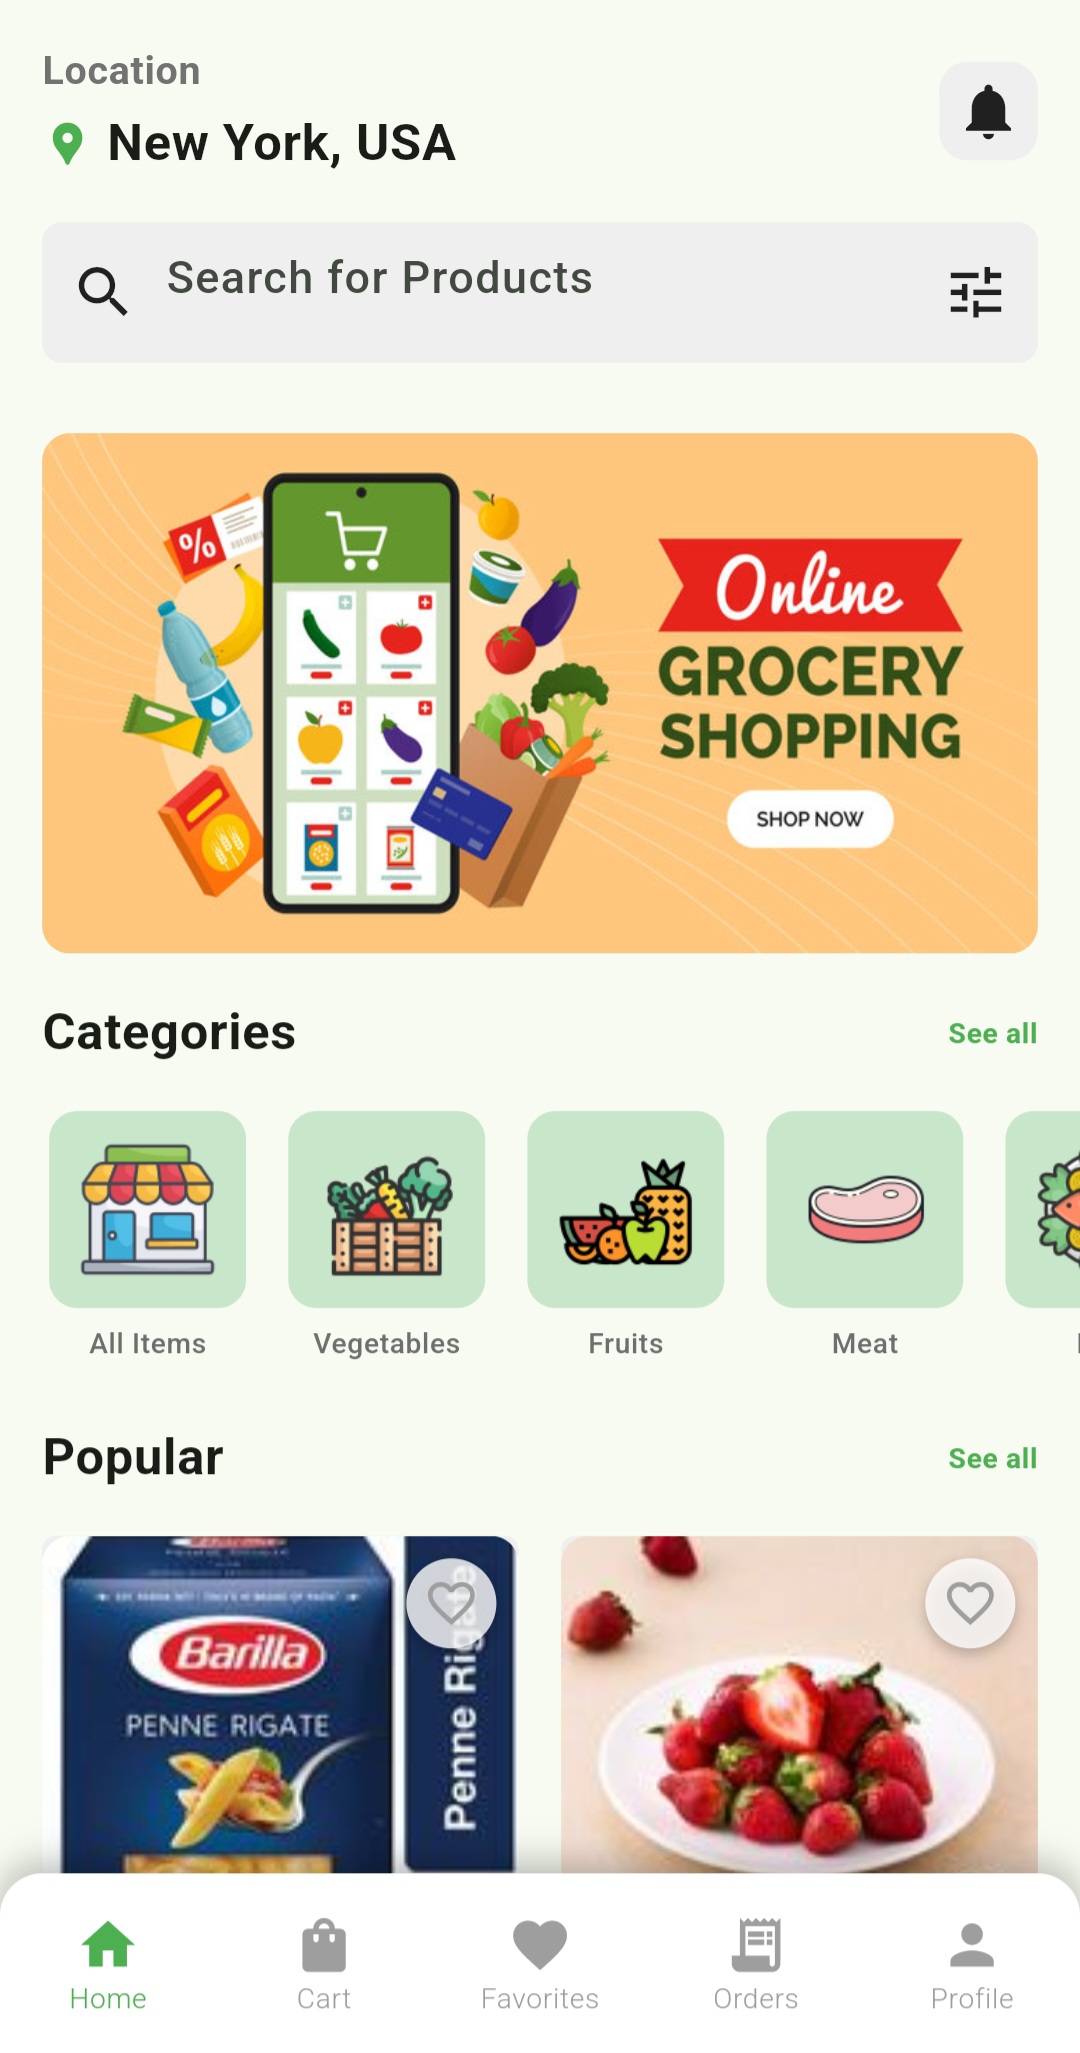 Location
New York, USA
Search for Products
%
Online
GROCERY
SHOPPING
SHOP NOW
Categories
See all
All Items
Vegetables
Fruits
Meat
Popular
See all
Barilla
PENNE RIGATE
Penne Rigate
Home
Cart
Favorites
Orders
Profile